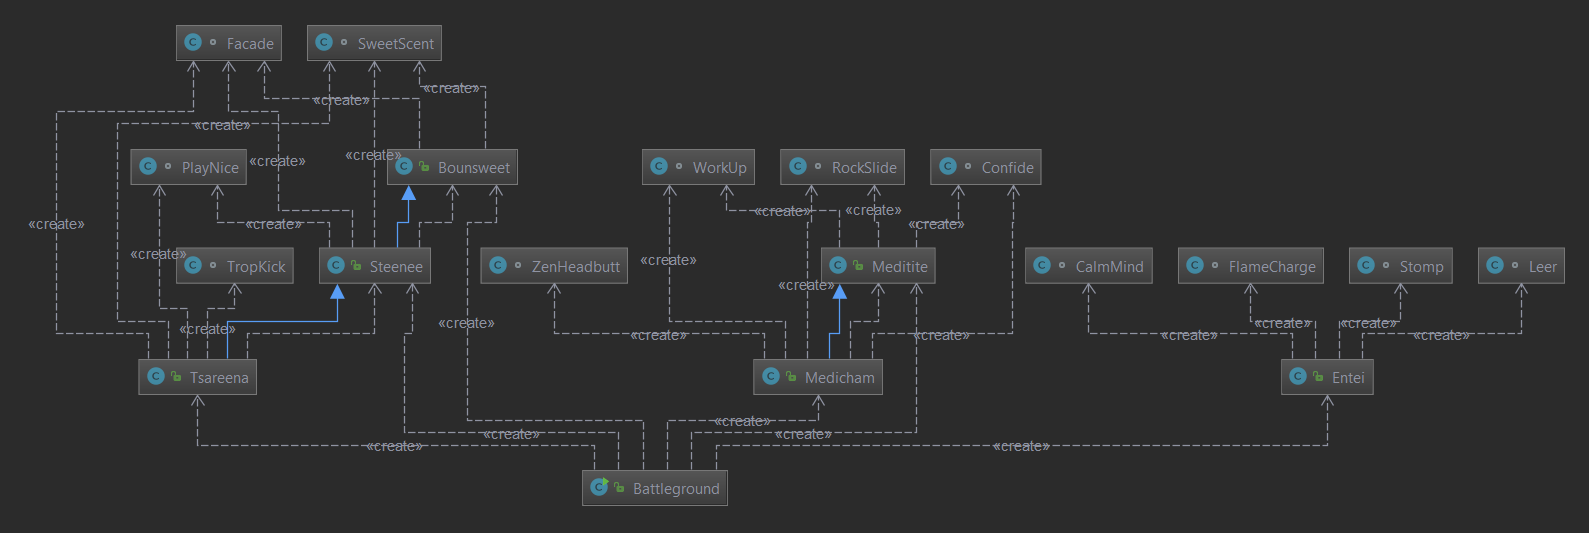 Facade
SweetScent
«create»
«create»
«create»
«create»
«create»
PlayNice
Bounsweet
WorkUp
RockSlide
Confide
«create»
«create»
«create»
«create»
«create»
«create»
«create»
TropKick
Steenee
ZenHeadbutt
Meditite
CalmMind
FlameCharge
Stomp
Leer
«create»
«create»
«create»
«create»
«create»
«create»
«create»
«create»
«create»
«create»
Tsareena
Medicham
Entei
«create»
«create»
«create»
«create»
«create»
Battleground